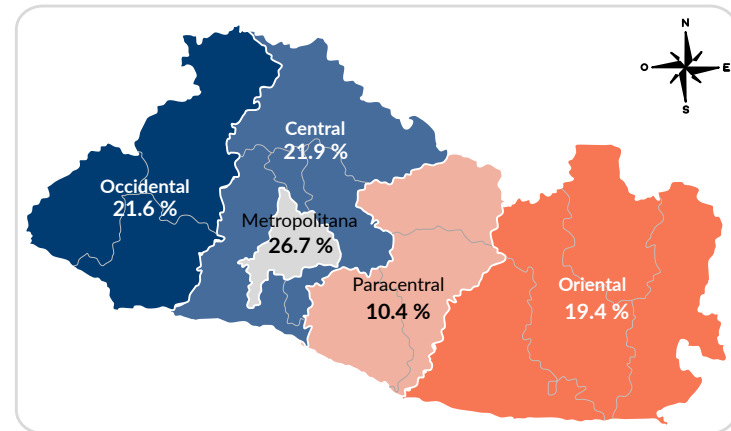 N
O
E
S
Central
21.9 %
Occidental
21.6 %
Metropolitana
26.7 %
Paracentral
10.4 %
Oriental
19.4 %